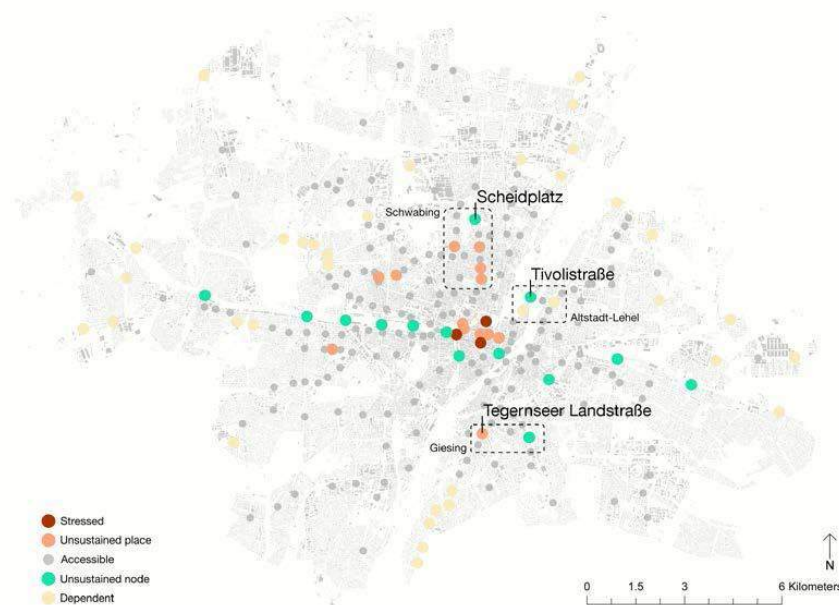 Scheidplatz
Schwabing
Tivolistraße
Altstadt-Lehel
Tegernseer Landstraße
Giesing
Stressed
Unsustained place
Accessible
Unsustained node
Dependent
N
0 1.5 3 6 Kilometers